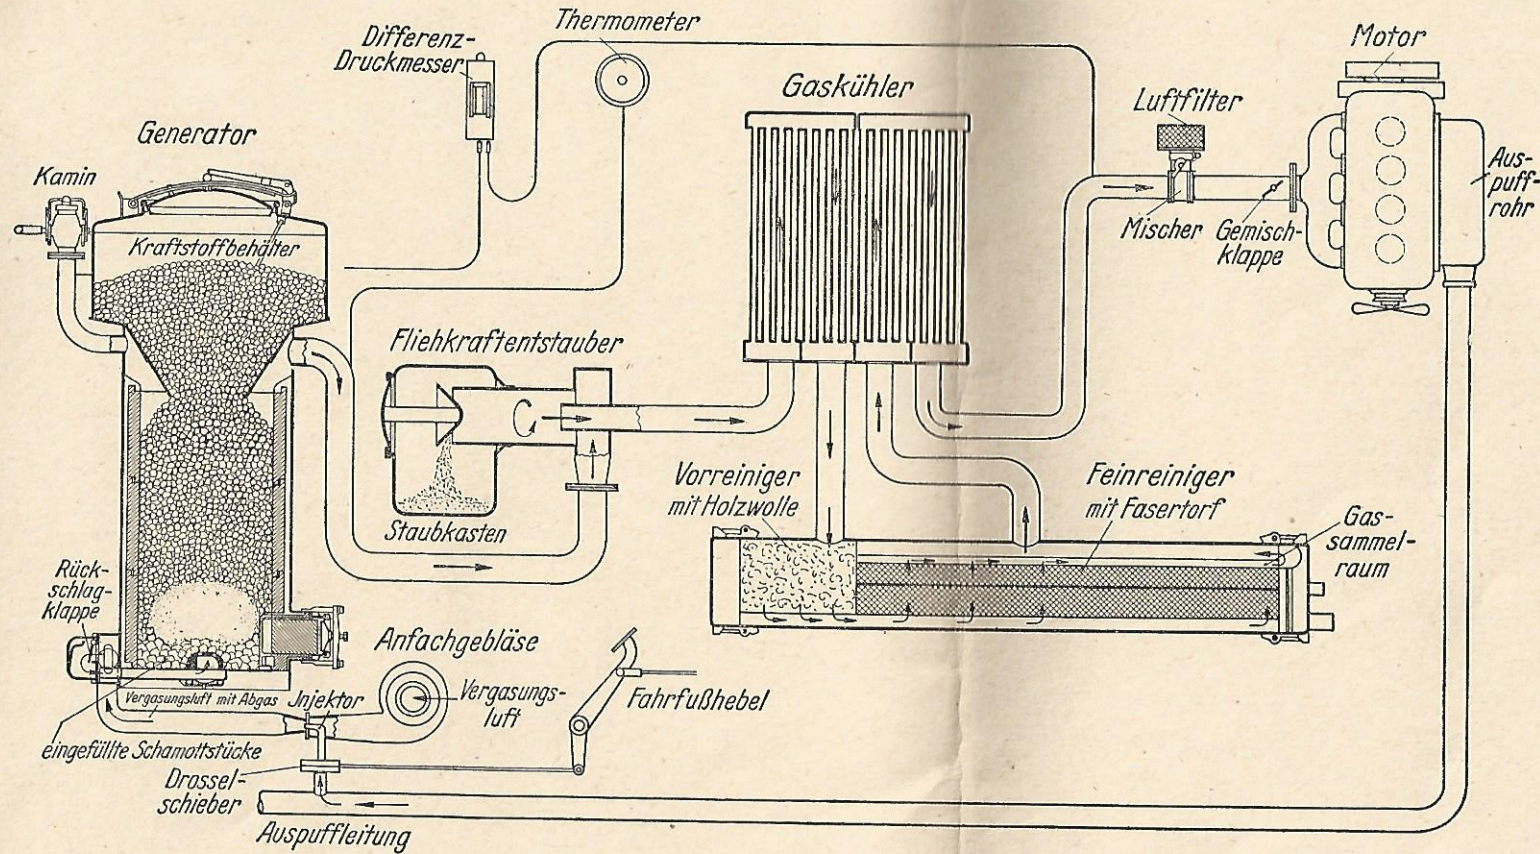 Thermometer
Differenz-
Druckmesser
Motor
Gaskühler
Luftfilter
Generator
Kamin
Aus-
puff-
rohr
Kraftstoffbehälter
Mischer
Gemisch-
klappe
Fliehkraftentstauber
Vorreiniger
mit Holzwolle
Feinreiniger
mit Fasertorf
Gas-
sammel-
raum
Staubkasten
Rück-
schlag-
klappe
Anfachgebläse
Vergasungs-
luft
Fahrfußhebel
Vergasungsluft mit Abgas
Injektor
eingefüllte Schamottstücke
Drossel-
schieber
Auspuffleitung